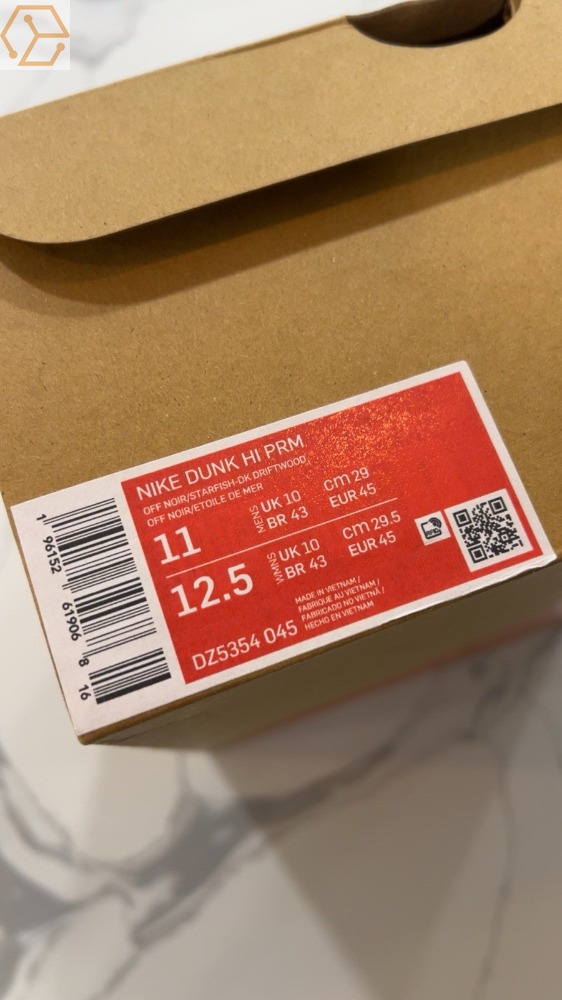 NIKE DUNK HI PRM
OFF NOIR/STARFISH-DK DRIFTWOOD
OFF NOIR/ETOILE DE MER
11
MENS
UK 10
BR 43
cm 29
EUR 45
12.5
WMNS
UK 10
BR 43
cm 29.5
EUR 45
MADE IN VIETNAM /
FABRIQUE AU VIETNAM /
FABRICADO NO VIETNÃ /
HECHO EN VIETNAM
DZ5354 045
1 96152 61906 8 16